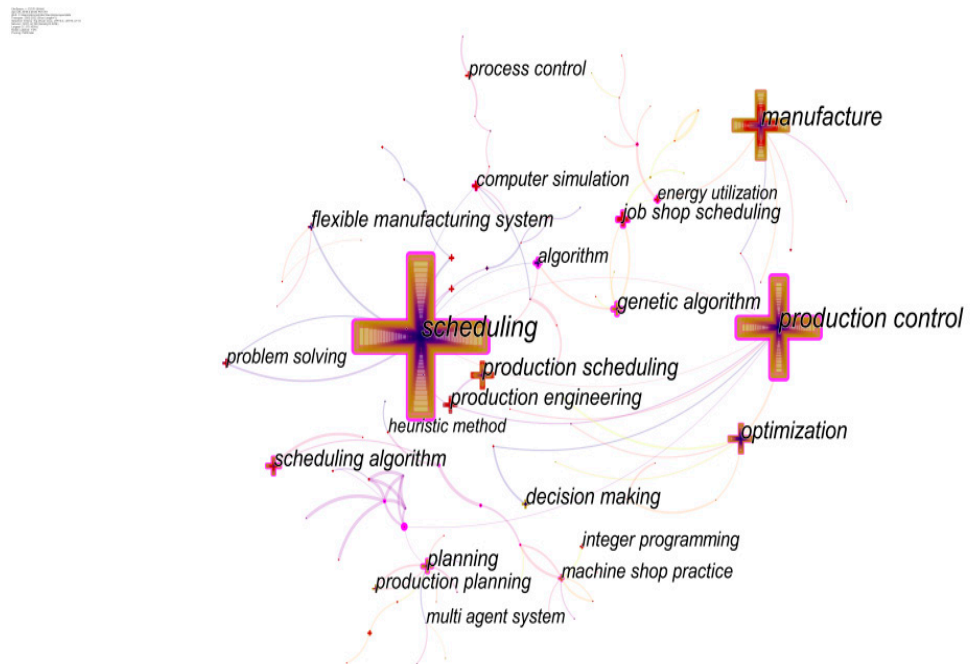 process control
manufacture
computer simulation
energy utilization
job shop scheduling
flexible manufacturing system
algorithm
genetic algorithm
scheduling
production control
problem solving
production scheduling
production engineering
heuristic method
optimization
scheduling algorithm
decision making
integer programming
planning
machine shop practice
production planning
multi agent system